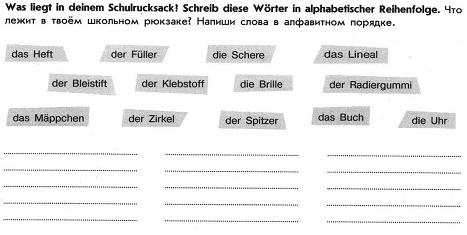 Was liegt in deinem Schulrucksack? Schreib diese Wörter in alphabetischer Reihenfolge. Что
лежит в твоём школьном рюкзаке? Напиши слова в алфавитном порядке.
das Heft der Füller die Schere das Lineal
der Bleistift der Klebstoff die Brille der Radiergummi
das Mäppchen der Zirkel der Spitzer das Buch die Uhr